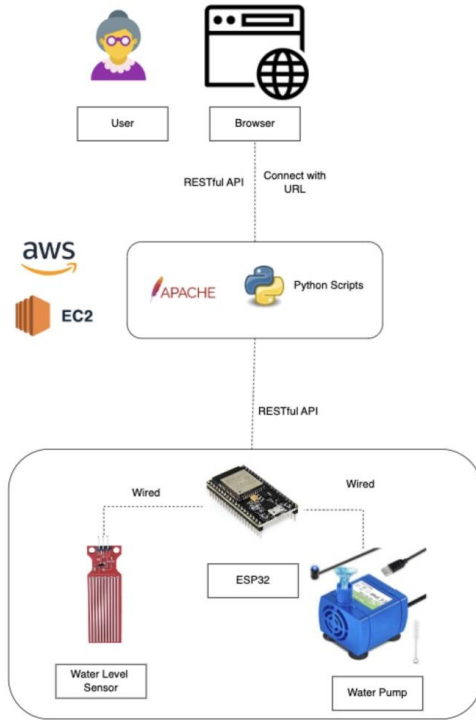 User
Browser
RESTful API
Connect with
URL
aws
EC2
APACHE
Python Scripts
RESTful API
Wired
Wired
ESP32
Water Level
Sensor
Water Pump